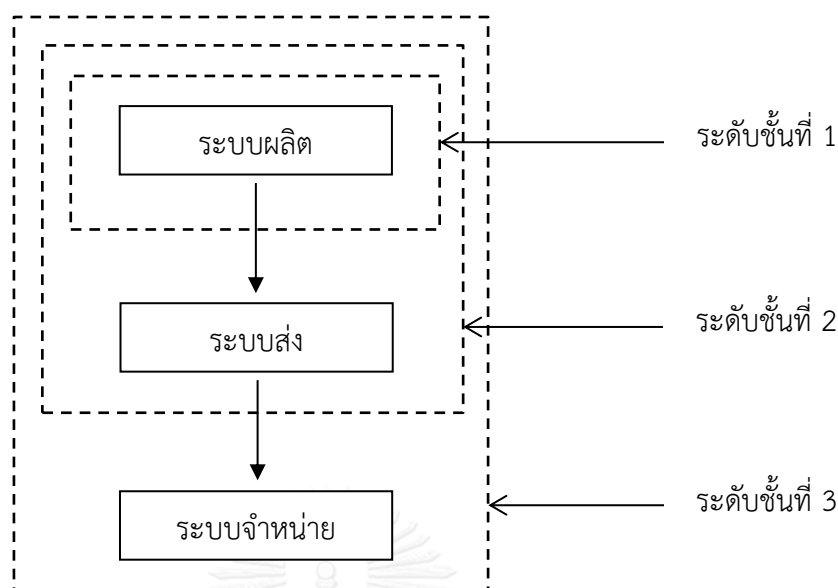 ระบบผลิต
ระดับชั้นที่ 1
ระบบส่ง
ระดับชั้นที่ 2
ระบบจำหน่าย
ระดับชั้นที่ 3